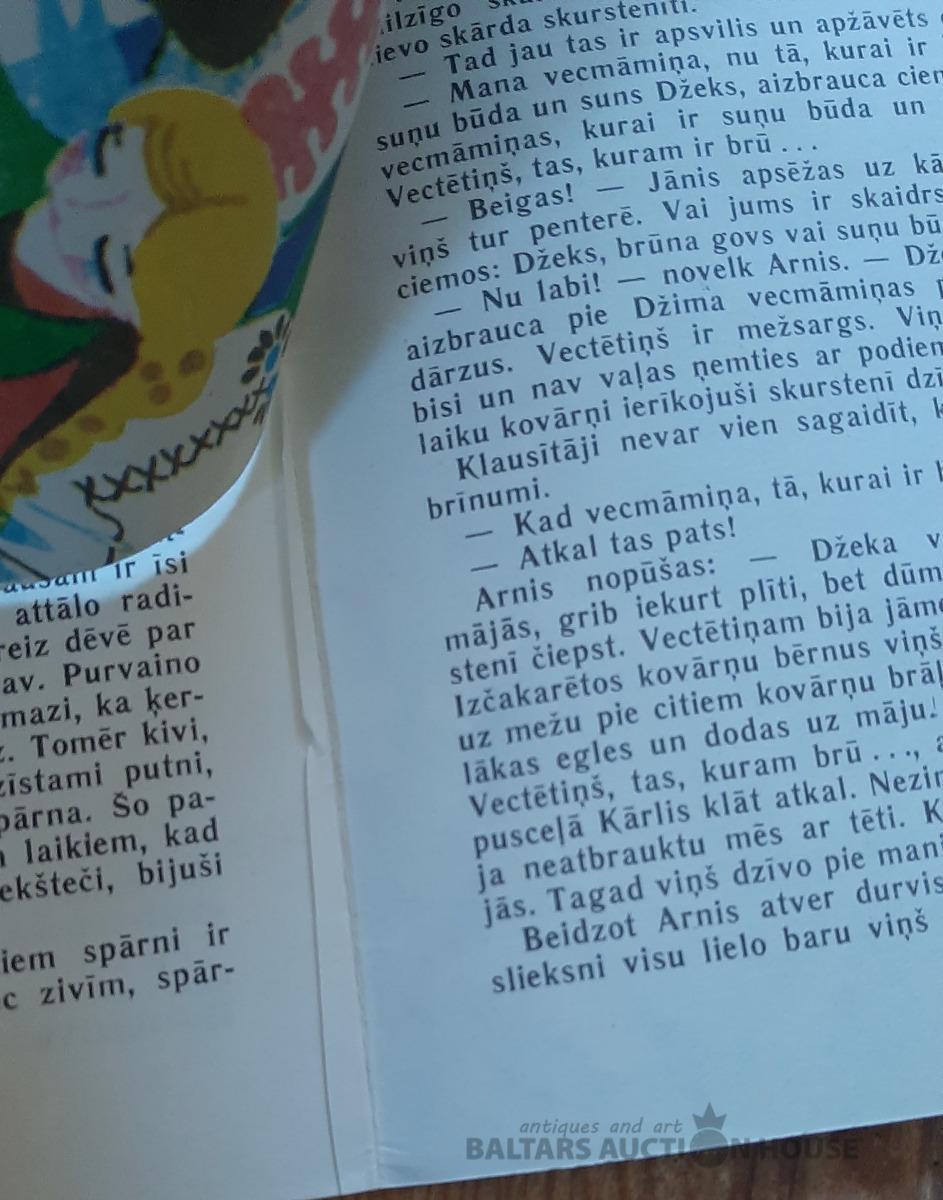 ir īsi
attālo radi-
reiz dēvē par
av. Purvaino
mazi, ka ķer-
z. Tomēr kivi,
zīstami putni,
pārna. Šo pa-
laikiem, kad
ekšteči, bijuši
iem spārni ir
c zivīm, spār-
ilzīgo
ievo skārda skurstenīti.
— Tad jau tas ir apsvilis un apžāvēts
— Mana vecmāmiņa, nu tā, kurai ir
suņu būda un suns Džeks, aizbrauca ciem
vecmāmiņas, kurai ir suņu būda un
Vectētiņš, tas, kuram ir brū . . .
— Beigas! — Jānis apsēžas uz kā
viņš tur penterē. Vai jums ir skaidrs
ciemos: Džeks, brūna govs vai suņu bū
— Nu labi! — novelk Arnis. — Dž
aizbrauca pie Džima vecmāmiņas
dārzus. Vectētiņš ir mežsargs. Viņ
bisi un nav vaļas ņemties ar podiem
laiku kovārņi ierīkojuši skurstenī dzī
Klausītāji nevar vien sagaidīt, k
brīnumi.
— Kad vecmāmiņa, tā, kurai ir
— Atkal tas pats!
Arnis nopūšas: — Džeka v
mājās, grib iekurt plīti, bet dūm
stenī čiepst. Vectētiņam bija jām
Izčakarētos kovārņu bērnus viņš
uz mežu pie citiem kovārņu brāļ
lākas egles un dodas uz māju!
Vectētiņš, tas, kuram brū . . ., a
pusceļā Kārlis klāt atkal. Nezin
ja neatbrauktu mēs ar tēti. K
jās. Tagad viņš dzīvo pie mani
Beidzot Arnis atver durvis
slieksni visu lielo baru viņš
antiques and art
BALTARS AUCTION HOUSE